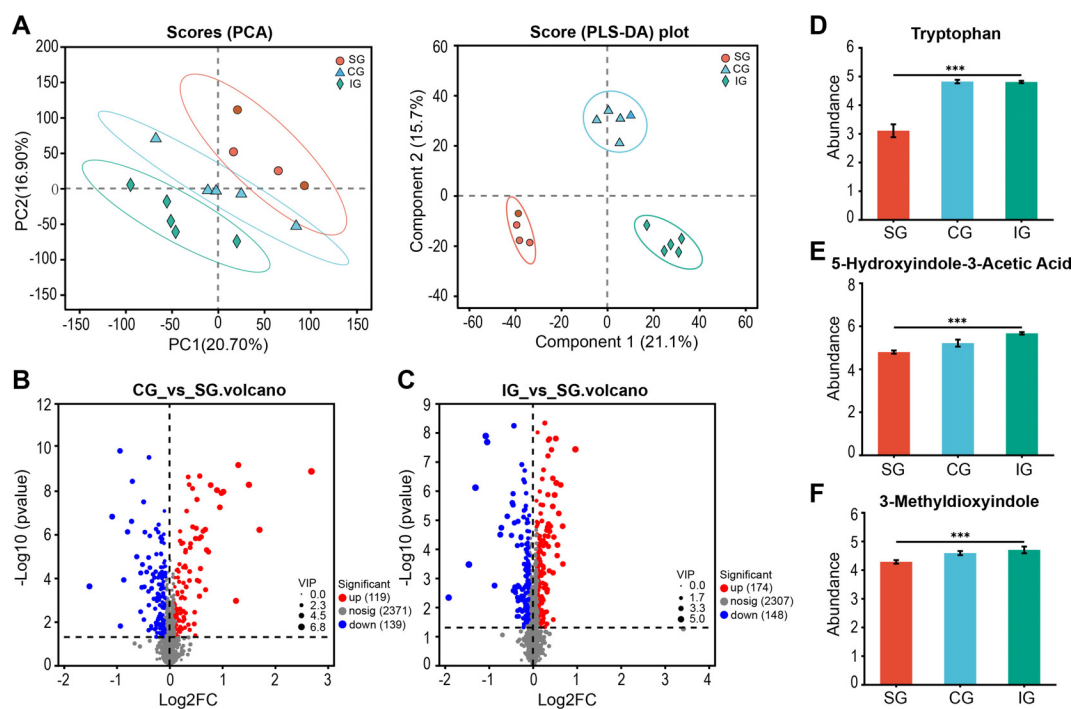 A
Scores (PCA)
200
150
100
50
0
-50
-100
-150
PC2(16.90%)
SG
CG
IG
-150
-100
-50
0
50
100
150
PC1(20.70%)
Score (PLS-DA) plot
60
40
20
0
-20
-40
Component 2 (15.7%)
SG
CG
IG
-60
-40
-20
0
20
40
60
Component 1 (21.1%)
B
CG_vs_SG.volcano
12
10
8
6
4
2
0
-Log10 (pvalue)
VIP
0.0
2.3
4.5
6.8
Significant
up (119)
nosig (2371)
down (139)
-2
-1
0
1
2
3
Log2FC
C
IG_vs_SG.volcano
9
8
7
6
5
4
3
2
1
0
-Log10 (pvalue)
VIP
0.0
1.7
3.3
5.0
Significant
up (174)
nosig (2307)
down (148)
-2
-1
0
1
2
3
4
Log2FC
D
Tryptophan
6
5
4
3
2
1
0
Abundance
***
SG
CG
IG
E
5-Hydroxyindole-3-Acetic Acid
8
6
4
2
0
Abundance
***
SG
CG
IG
F
3-Methyldioxyindole
6
5
4
3
2
1
0
Abundance
***
SG
CG
IG